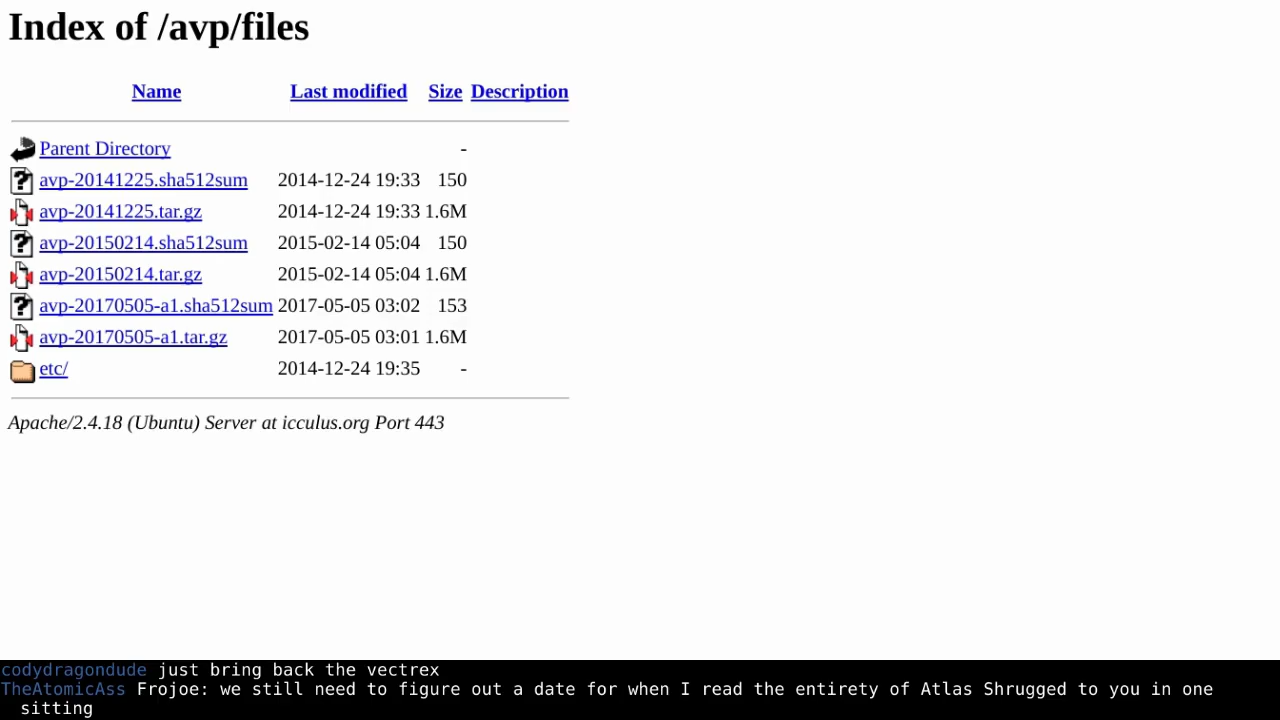 Index of /avp/files
Name Last modified Size Description
Parent Directory -
avp-20141225.sha512sum 2014-12-24 19:33 150
avp-20141225.tar.gz 2014-12-24 19:33 1.6M
avp-20150214.sha512sum 2015-02-14 05:04 150
avp-20150214.tar.gz 2015-02-14 05:04 1.6M
avp-20170505-a1.sha512sum 2017-05-05 03:02 153
avp-20170505-a1.tar.gz 2017-05-05 03:01 1.6M
etc/ 2014-12-24 19:35 -
Apache/2.4.18 (Ubuntu) Server at icculus.org Port 443
codydragondude just bring back the vectrex
TheAtomicAss Frojoe: we still need to figure out a date for when I read the entirety of Atlas Shrugged to you in one
sitting